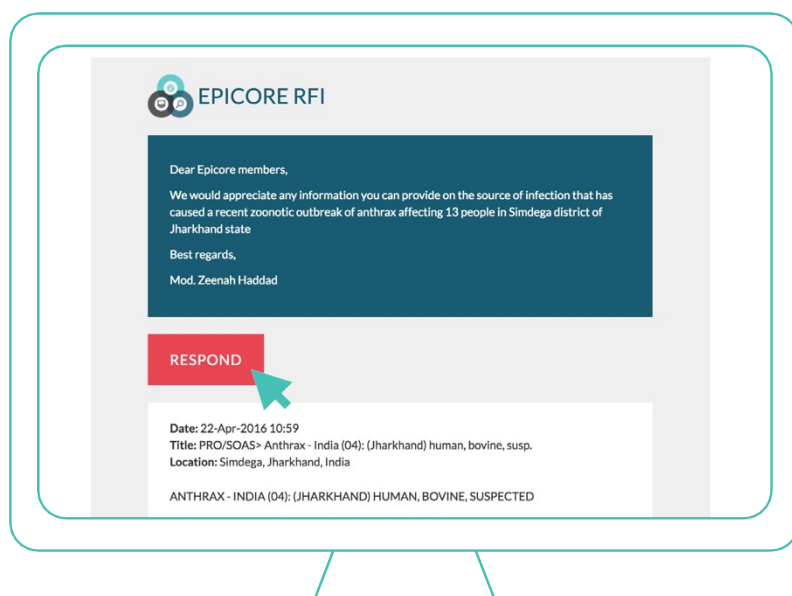 EPICORE RFI
Dear Epicore members,
We would appreciate any information you can provide on the source of infection that has
caused a recent zoonotic outbreak of anthrax affecting 13 people in Simdega district of
Jharkhand state
Best regards,
Mod. Zeenah Haddad
RESPOND
Date: 22-Apr-2016 10:59
Title: PRO/SOAS> Anthrax - India (04): (Jharkhand) human, bovine, susp.
Location: Simdega, Jharkhand, India
ANTHRAX - INDIA (04): (JHARKHAND) HUMAN, BOVINE, SUSPECTED